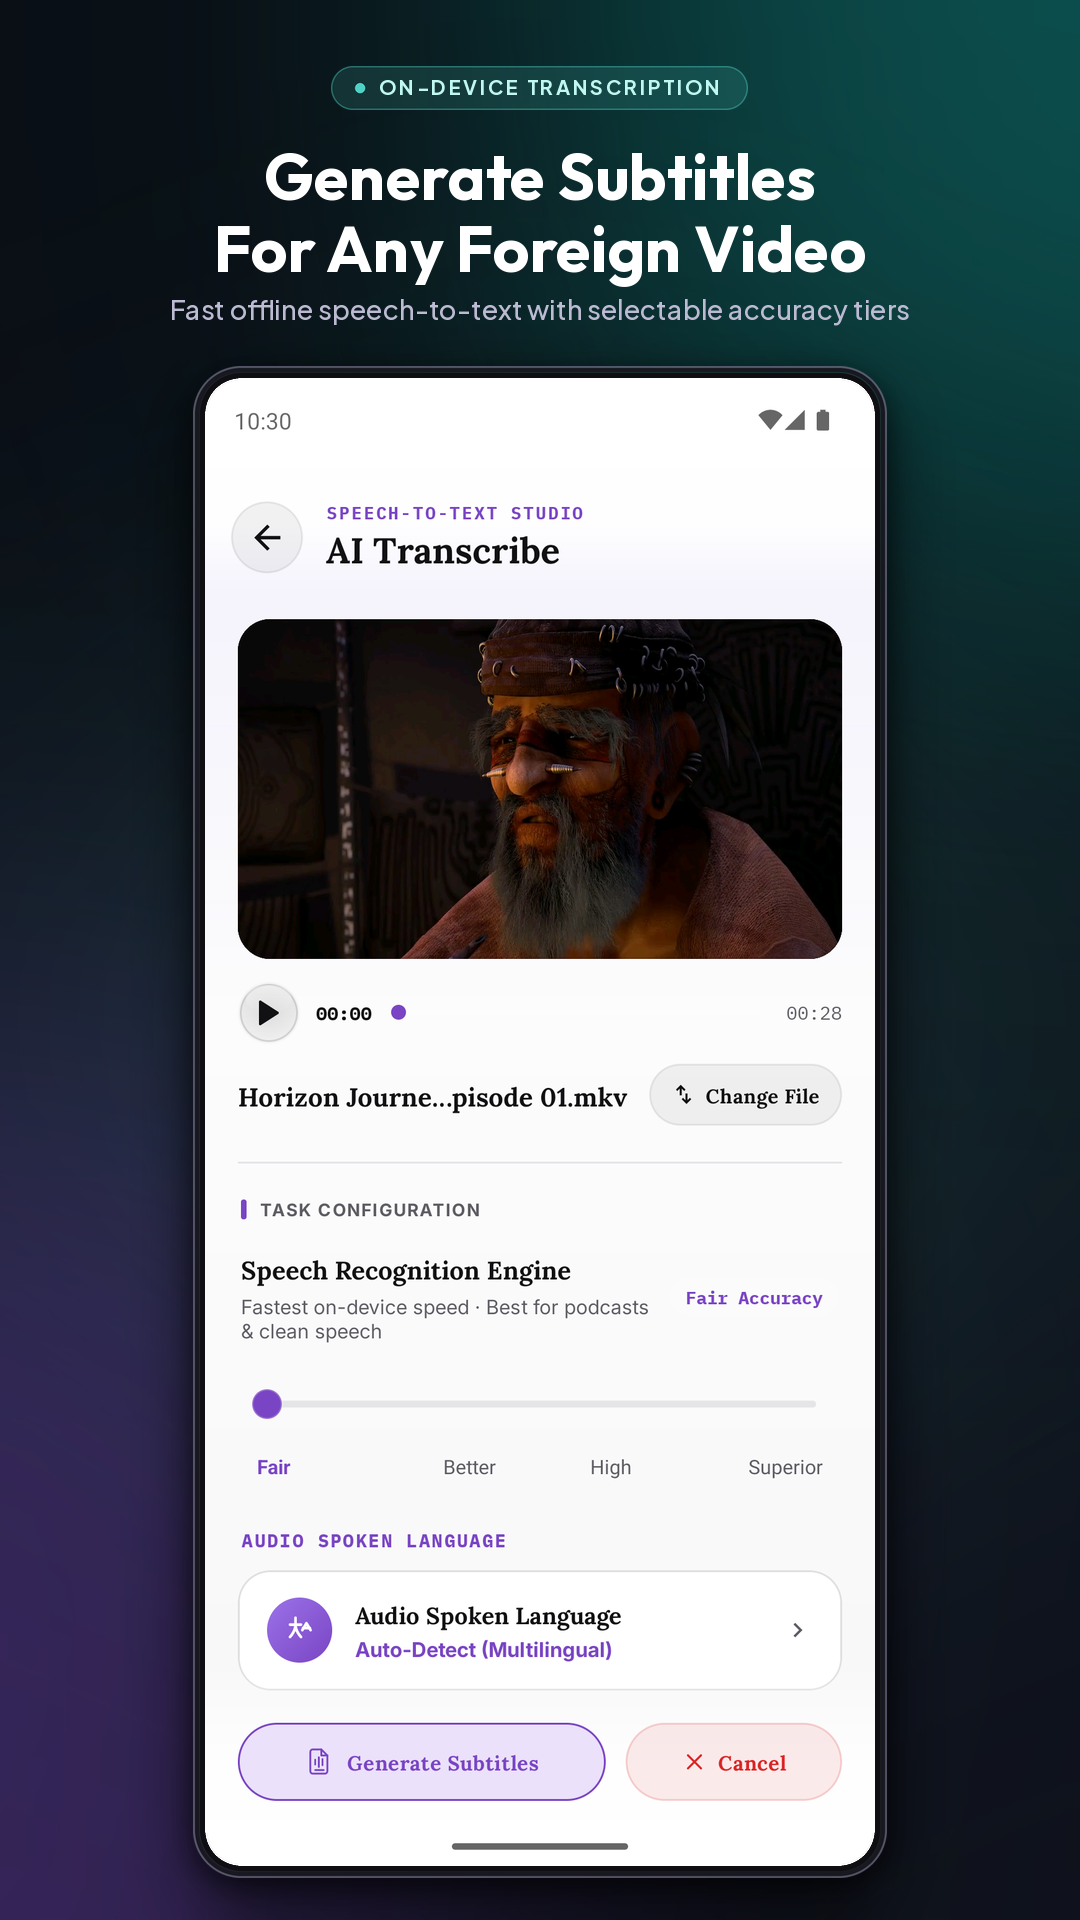 ON-DEVICE TRANSCRIPTION
Generate Subtitles
For Any Foreign Video
Fast offline speech-to-text with selectable accuracy tiers
10:30
SPEECH-TO-TEXT STUDIO
AI Transcribe
00:00
00:28
Horizon Journe...pisode 01.mkv
Change File
TASK CONFIGURATION
Speech Recognition Engine
Fastest on-device speed · Best for podcasts
& clean speech
Fair Accuracy
Fair
Better
High
Superior
AUDIO SPOKEN LANGUAGE
Audio Spoken Language
Auto-Detect (Multilingual)
Generate Subtitles
Cancel